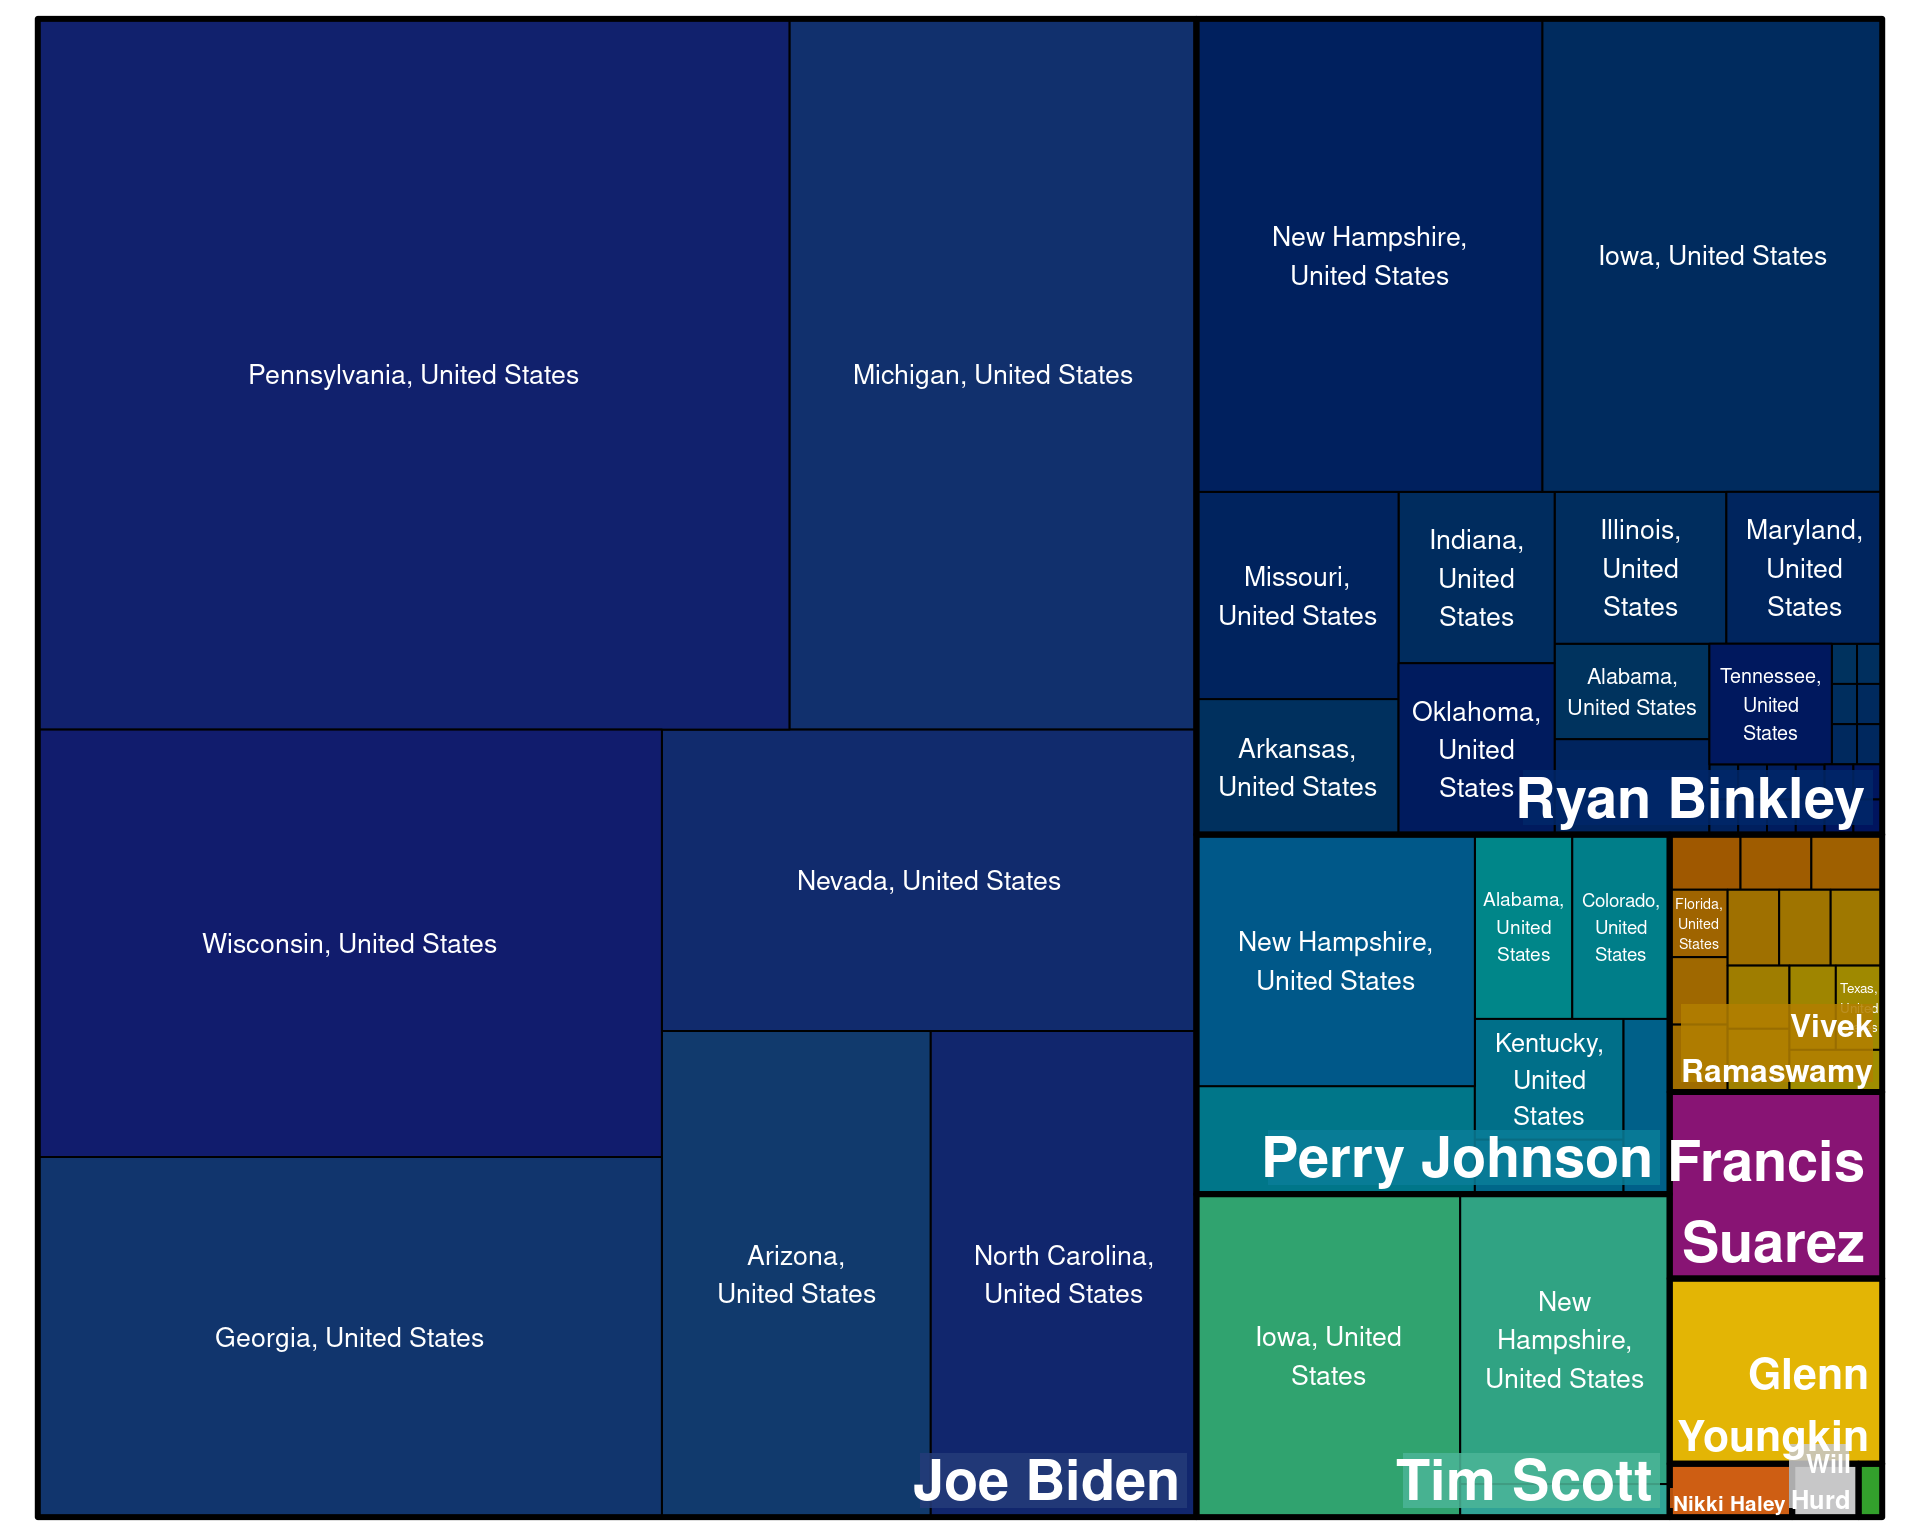 Pennsylvania, United States
Michigan, United States
Wisconsin, United States
Nevada, United States
Georgia, United States
Arizona,
United States
North Carolina,
United States
Joe Biden
New Hampshire,
United States
Iowa, United States
Missouri,
United States
Indiana,
United
States
Illinois,
United
States
Maryland,
United
States
Arkansas,
United States
Oklahoma,
United
States
Alabama,
United States
Tennessee,
United
States
Ryan Binkley
New Hampshire,
United States
Alabama,
United
States
Colorado,
United
States
Kentucky,
United
States
Perry Johnson
Iowa, United
States
New
Hampshire,
United States
Tim Scott
Florida,
United
States
Texas,
United
Vivek
Ramaswamy
Francis
Suarez
Glenn
Youngkin
Nikki Haley
Will
Hurd